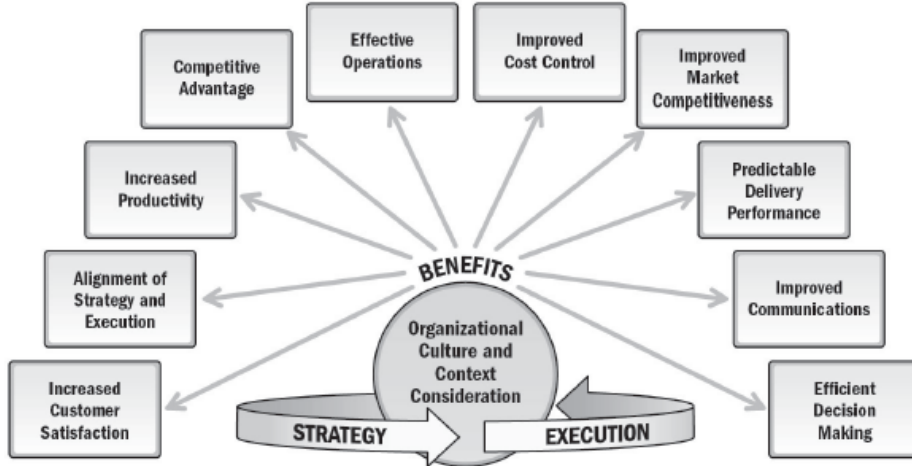 Effective
Operations
Improved
Cost Control
Competitive
Advantage
Improved
Market
Competitiveness
Increased
Productivity
Predictable
Delivery
Performance
Alignment of
Strategy and
Execution
BENEFITS
Improved
Communications
Organizational
Culture and
Context
Consideration
Increased
Customer
Satisfaction
STRATEGY
EXECUTION
Efficient
Decision
Making